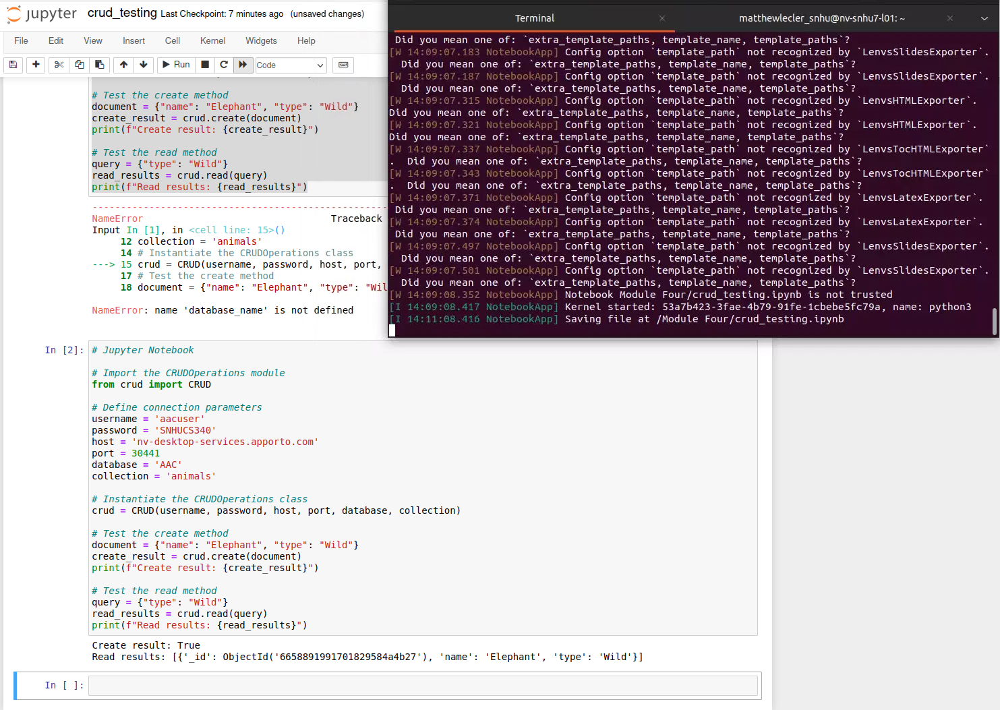 jupyter crud_testing Last Checkpoint: 7 minutes ago (unsaved changes)
File Edit View Insert Cell Kernel Widgets Help
Run Code
# Test the create method
document = {"name": "Elephant", "type": "Wild"}
create_result = crud.create(document)
print(f"Create result: {create_result}")
# Test the read method
query = {"type": "Wild"}
read_results = crud.read(query)
print(f"Read results: {read_results}")
---------------------------------------------------
NameError Traceback
Input In [1], in <cell line: 15>()
12 collection = 'animals'
14 # Instantiate the CRUDOperations class
---> 15 crud = CRUD(username, password, host, port,
17 # Test the create method
18 document = {"name": "Elephant", "type": "Wil
NameError: name 'database_name' is not defined
In [2]: # Jupyter Notebook
# Import the CRUDOperations module
from crud import CRUD
# Define connection parameters
username = 'aacuser'
password = 'SNHUCS340'
host = 'nv-desktop-services.apporto.com'
port = 30441
database = 'AAC'
collection = 'animals'
# Instantiate the CRUDOperations class
crud = CRUD(username, password, host, port, database, collection)
# Test the create method
document = {"name": "Elephant", "type": "Wild"}
create_result = crud.create(document)
print(f"Create result: {create_result}")
# Test the read method
query = {"type": "Wild"}
read_results = crud.read(query)
print(f"Read results: {read_results}")
Create result: True
Read results: [{'_id': ObjectId('6658891991701829584a4b27'), 'name': 'Elephant', 'type': 'Wild'}]
In [ ]:
Terminal
matthewlecler_snhu@nv-snhu7-l01: ~
Did you mean one of: `extra_template_paths, template_name, template_paths`?
[W 14:09:07.183 NotebookApp] Config option `template_path` not recognized by `LenvsSlidesExporter`.
Did you mean one of: `extra_template_paths, template_name, template_paths`?
[W 14:09:07.187 NotebookApp] Config option `template_path` not recognized by `LenvsSlidesExporter`.
Did you mean one of: `extra_template_paths, template_name, template_paths`?
[W 14:09:07.315 NotebookApp] Config option `template_path` not recognized by `LenvsHTMLExporter`.
Did you mean one of: `extra_template_paths, template_name, template_paths`?
[W 14:09:07.321 NotebookApp] Config option `template_path` not recognized by `LenvsHTMLExporter`.
Did you mean one of: `extra_template_paths, template_name, template_paths`?
[W 14:09:07.337 NotebookApp] Config option `template_path` not recognized by `LenvsTocHTMLExporter`
. Did you mean one of: `extra_template_paths, template_name, template_paths`?
[W 14:09:07.343 NotebookApp] Config option `template_path` not recognized by `LenvsTocHTMLExporter`
. Did you mean one of: `extra_template_paths, template_name, template_paths`?
[W 14:09:07.371 NotebookApp] Config option `template_path` not recognized by `LenvsLatexExporter`.
Did you mean one of: `extra_template_paths, template_name, template_paths`?
[W 14:09:07.374 NotebookApp] Config option `template_path` not recognized by `LenvsLatexExporter`.
Did you mean one of: `extra_template_paths, template_name, template_paths`?
[W 14:09:07.497 NotebookApp] Config option `template_path` not recognized by `LenvsSlidesExporter`.
Did you mean one of: `extra_template_paths, template_name, template_paths`?
[W 14:09:07.501 NotebookApp] Config option `template_path` not recognized by `LenvsSlidesExporter`.
Did you mean one of: `extra_template_paths, template_name, template_paths`?
[W 14:09:08.352 NotebookApp] Notebook Module Four/crud_testing.ipynb is not trusted
[I 14:09:08.417 NotebookApp] Kernel started: 53a7b423-3fae-4b79-91fe-1cbebe5fc79a, name: python3
[I 14:11:08.416 NotebookApp] Saving file at /Module Four/crud_testing.ipynb